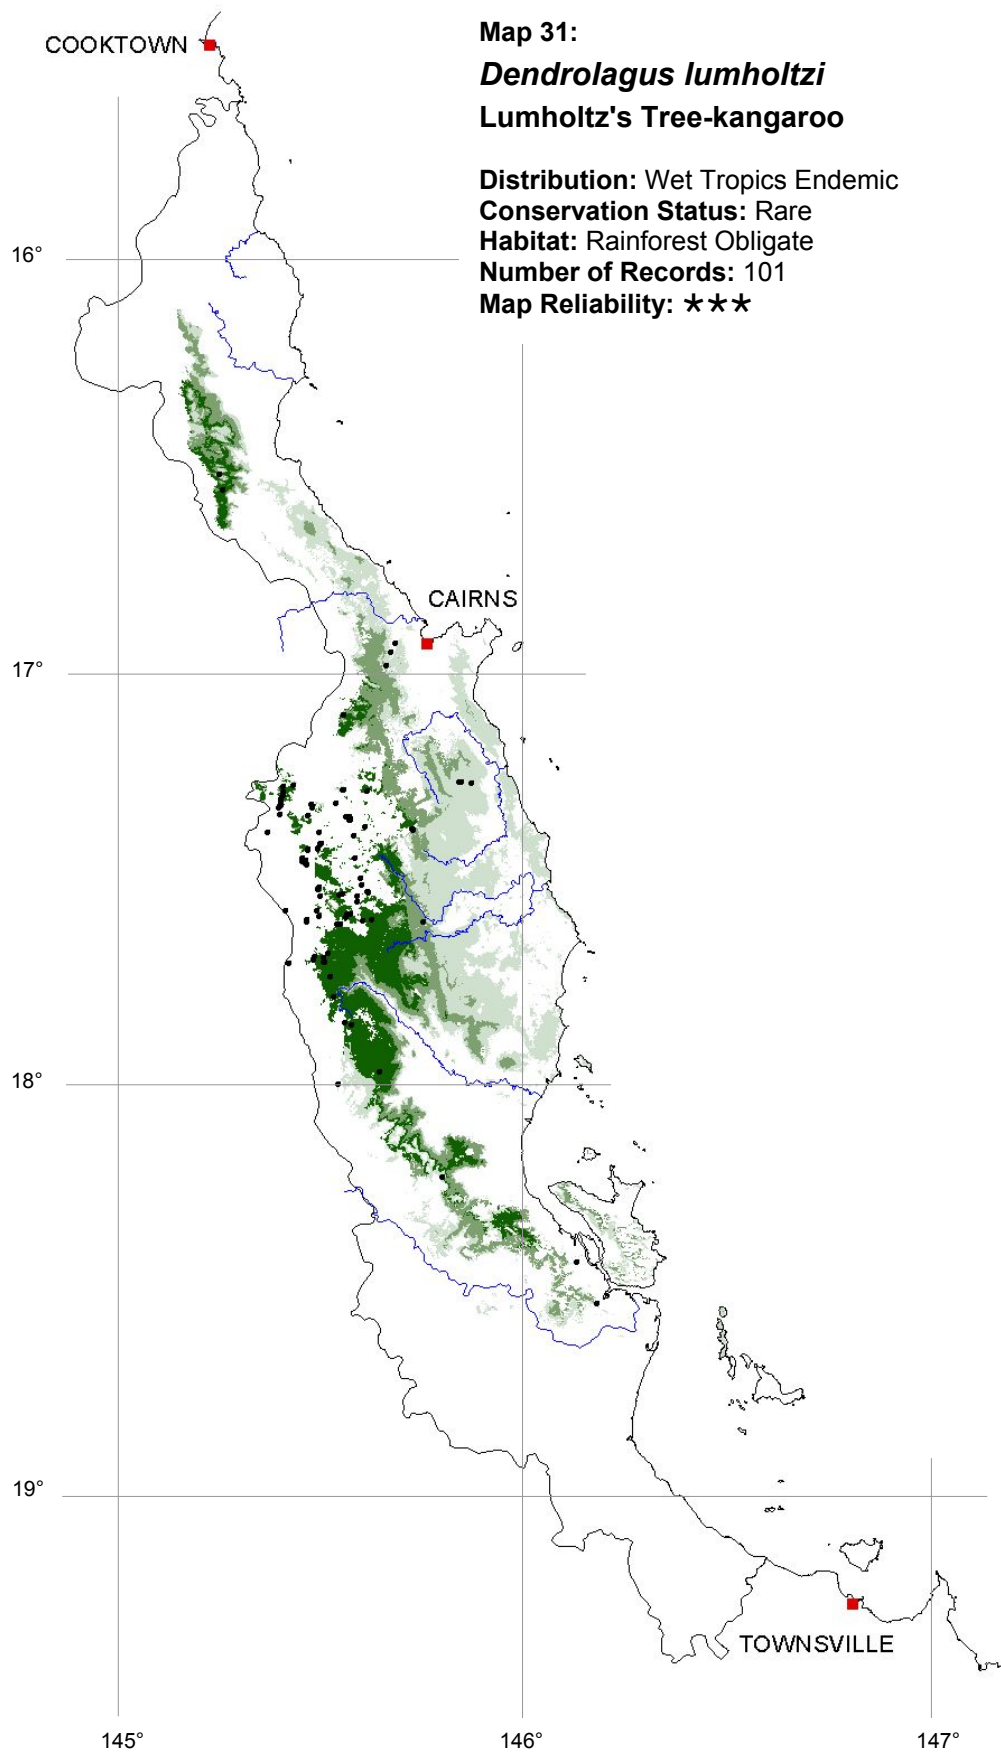 Map 31:
COOKTOWN
Dendrolagus lumholtzi
Lumholtz's Tree-kangaroo
Distribution: Wet Tropics Endemic
Conservation Status: Rare
Habitat: Rainforest Obligate
Number of Records: 101
Map Reliability: ★★★
16°
CAIRNS
17°
18°
19°
TOWNSVILLE
145°
146°
147°